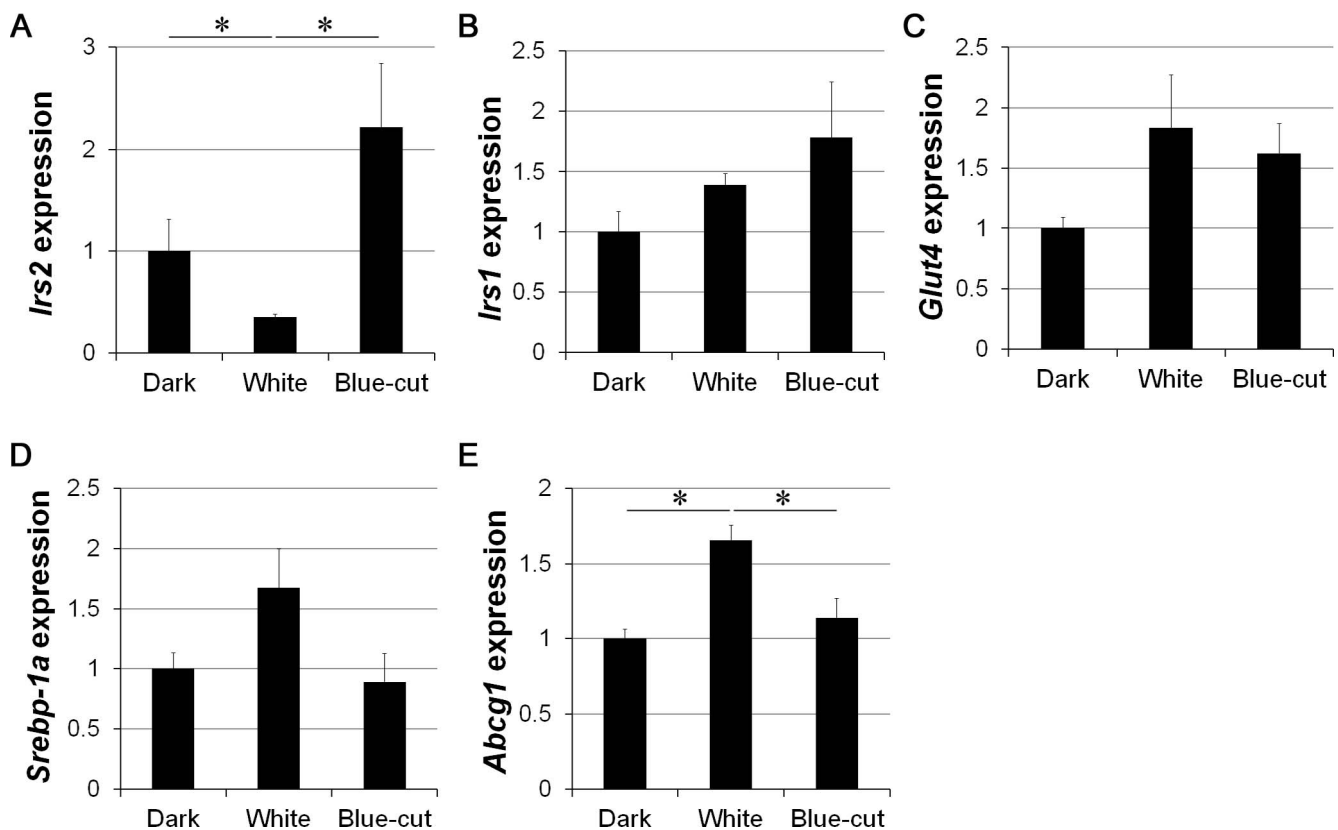 A
* *
3
2
1
0
Irs2 expression
Dark White Blue-cut
B
2.5
2
1.5
1
0.5
0
Irs1 expression
Dark White Blue-cut
C
2.5
2
1.5
1
0.5
0
Glut4 expression
Dark White Blue-cut
D
2.5
2
1.5
1
0.5
0
Srebp-1a expression
Dark White Blue-cut
E
* *
2
1.5
1
0.5
0
Abcg1 expression
Dark White Blue-cut